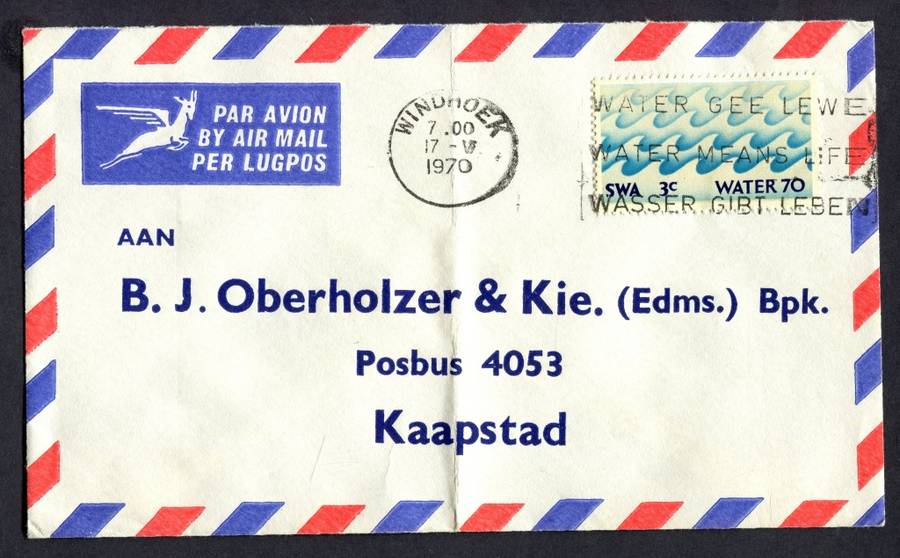 PAR AVION
BY AIR MAIL
PER LUGPOS
WINDHOEK
7.00
17 -V
1970
WATER GEE LEWE
WATER MEANS LIFE
WASSER GIBT LEBEN
SWA 3c WATER 70
AAN
B. J. Oberholzer & Kie. (Edms.) Bpk.
Posbus 4053
Kaapstad